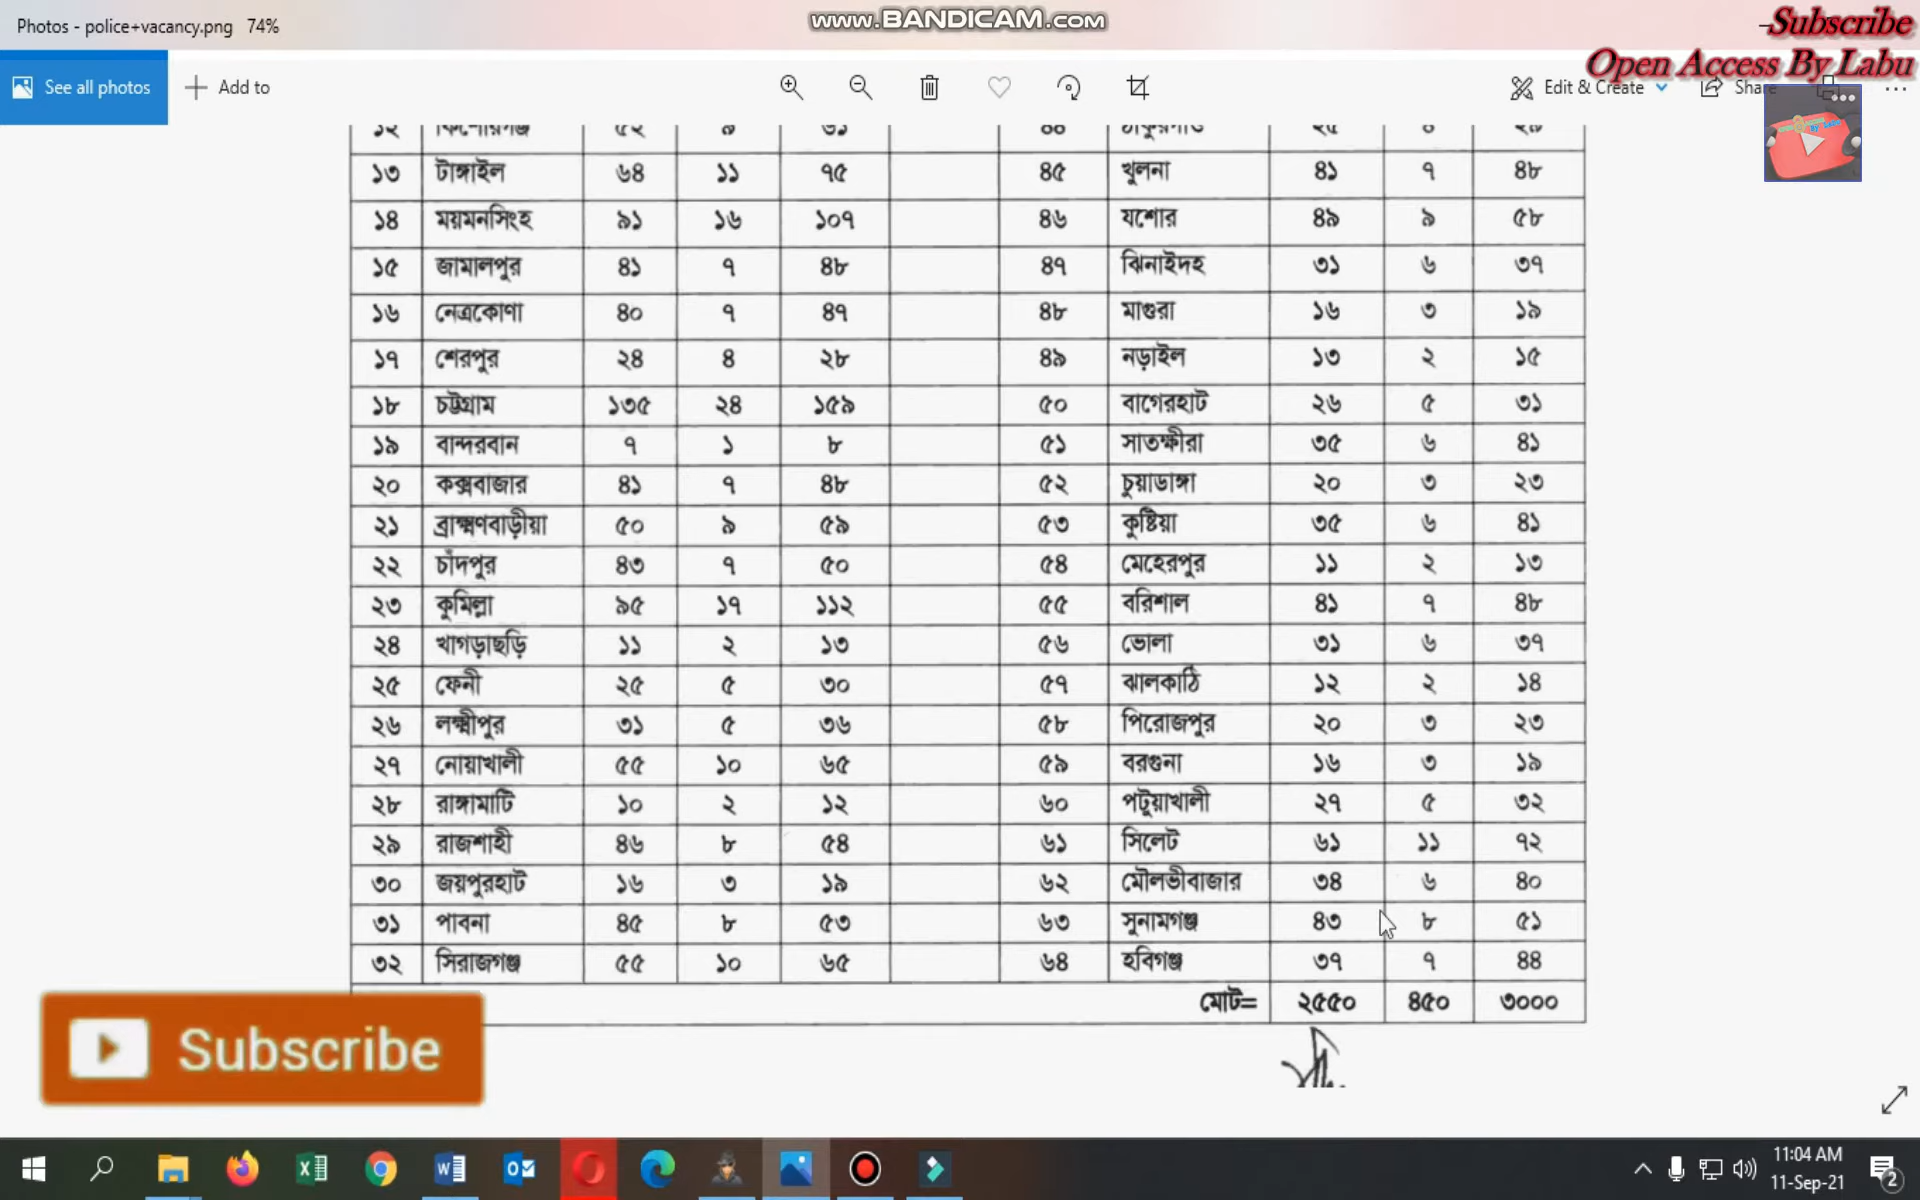 Photos - police+vacancy.png 74%
www.BANDICAM.com
Subscribe
Open Access By Labu
See all photos
Add to
Edit & Create
Share
১২ কিশোরগঞ্জ ৫২ ৯ ৬১ ৪৪ ঠাকুরগাঁও ২৫ ৪ ২৯
১৩ টাঙ্গাইল ৬৪ ১১ ৭৫ ৪৫ খুলনা ৪১ ৭ ৪৮
১৪ ময়মনসিংহ ৯১ ১৬ ১০৭ ৪৬ যশোর ৪৯ ৯ ৫৮
১৫ জামালপুর ৪১ ৭ ৪৮ ৪৭ ঝিনাইদহ ৩১ ৬ ৩৭
১৬ নেত্রকোণা ৪০ ৭ ৪৭ ৪৮ মাগুরা ১৬ ৩ ১৯
১৭ শেরপুর ২৪ ৪ ২৮ ৪৯ নড়াইল ১৩ ২ ১৫
১৮ চট্টগ্রাম ১৩৫ ২৪ ১৫৯ ৫০ বাগেরহাট ২৬ ৫ ৩১
১৯ বান্দরবান ৭ ১ ৮ ৫১ সাতক্ষীরা ৩৫ ৬ ৪১
২০ কক্সবাজার ৪১ ৭ ৪৮ ৫২ চুয়াডাঙ্গা ২০ ৩ ২৩
২১ ব্রাহ্মণবাড়ীয়া ৫০ ৯ ৫৯ ৫৩ কুষ্টিয়া ৩৫ ৬ ৪১
২২ চাঁদপুর ৪৩ ৭ ৫০ ৫৪ মেহেরপুর ১১ ২ ১৩
২৩ কুমিল্লা ৯৫ ১৭ ১১২ ৫৫ বরিশাল ৪১ ৭ ৪৮
২৪ খাগড়াছড়ি ১১ ২ ১৩ ৫৬ ভোলা ৩১ ৬ ৩৭
২৫ ফেনী ২৫ ৫ ৩০ ৫৭ ঝালকাঠি ১২ ২ ১৪
২৬ লক্ষ্মীপুর ৩১ ৫ ৩৬ ৫৮ পিরোজপুর ২০ ৩ ২৩
২৭ নোয়াখালী ৫৫ ১০ ৬৫ ৫৯ বরগুনা ১৬ ৩ ১৯
২৮ রাঙ্গামাটি ১০ ২ ১২ ৬০ পটুয়াখালী ২৭ ৫ ৩২
২৯ রাজশাহী ৪৬ ৮ ৫৪ ৬১ সিলেট ৬১ ১১ ৭২
৩০ জয়পুরহাট ১৬ ৩ ১৯ ৬২ মৌলভীবাজার ৩৪ ৬ ৪০
৩১ পাবনা ৪৫ ৮ ৫৩ ৬৩ সুনামগঞ্জ ৪৩ ৮ ৫১
৩২ সিরাজগঞ্জ ৫৫ ১০ ৬৫ ৬৪ হবিগঞ্জ ৩৭ ৭ ৪৪
মোট= ২৫৫০ ৪৫০ ৩০০০
Subscribe
11:04 AM
11-Sep-21
2